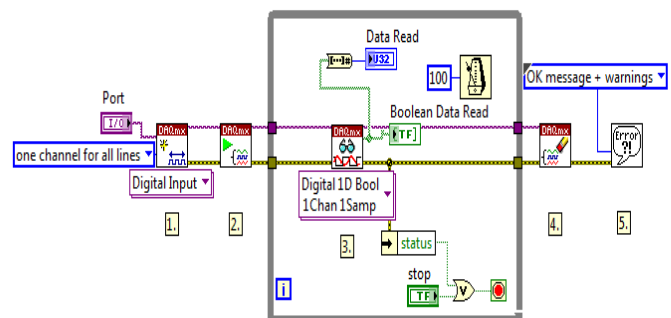 Data Read
[···]#
U32
100
OK message + warnings
Port
I/O
Boolean Data Read
TF
DAQmx
DAQmx
DAQmx
DAQmx
Error
?!
one channel for all lines
Digital Input
Digital 1D Bool
1Chan 1Samp
1.
2.
3.
4.
5.
status
stop
TF
V
i